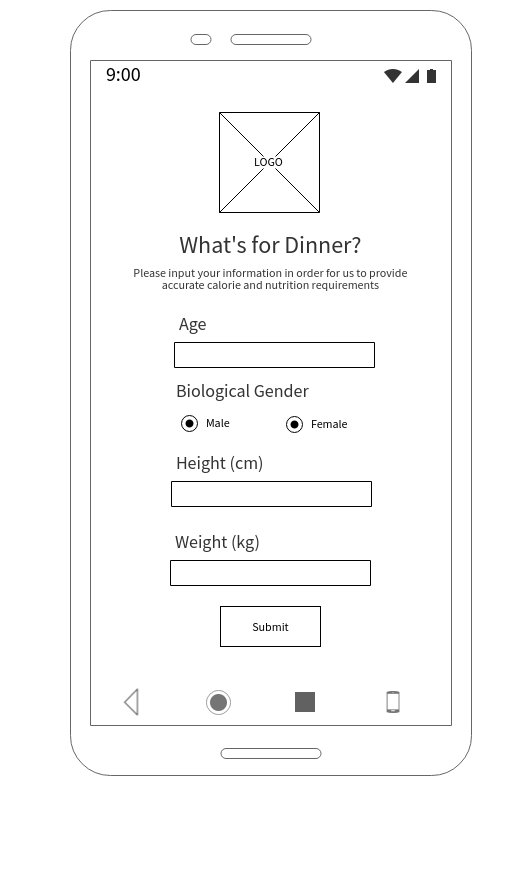 9:00
LOGO
What's for Dinner?
Please input your information in order for us to provide
accurate calorie and nutrition requirements
Age
Biological Gender
Male Female
Height (cm)
Weight (kg)
Submit